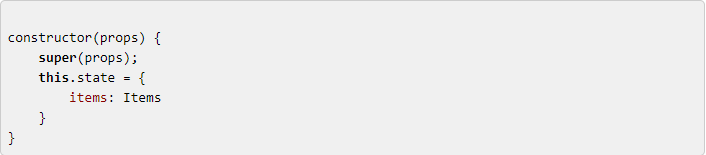 constructor(props) {
    super(props);
    this.state = {
        items: Items
    }
}